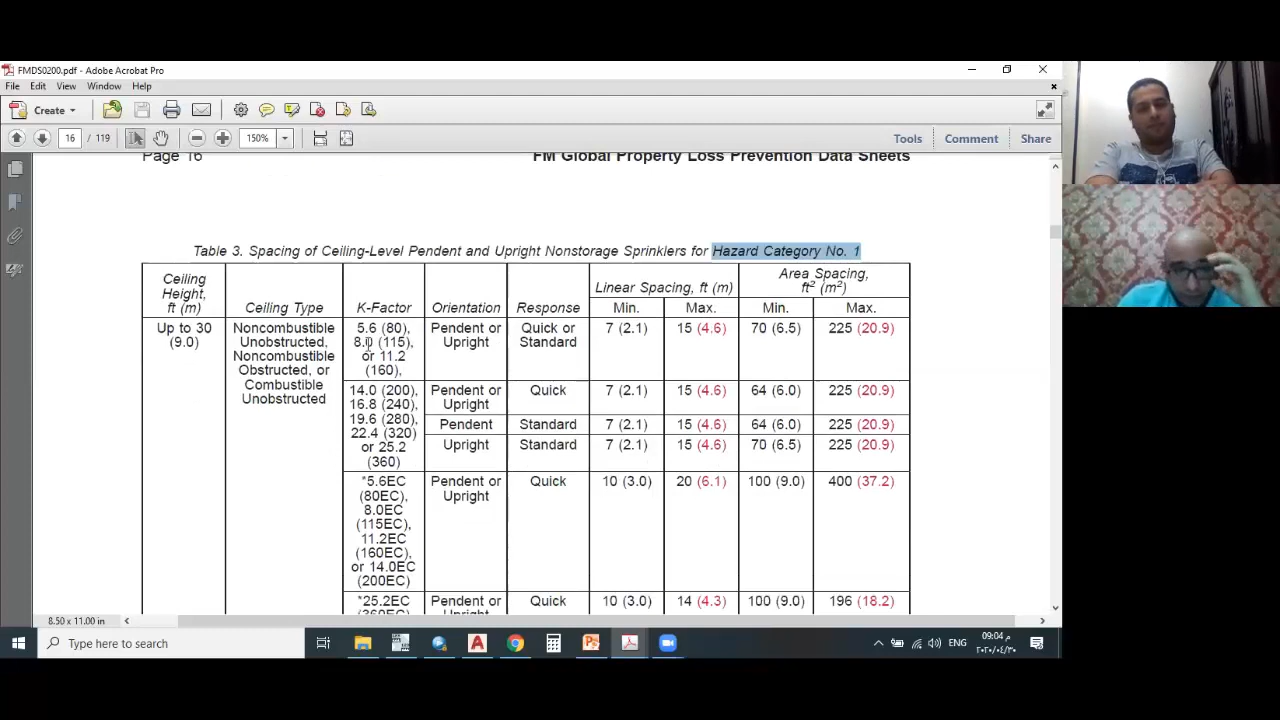 FMDS0200.pdf - Adobe Acrobat Pro
File Edit View Window Help
Create
16 / 119 150% Tools Comment Share
Page 16 FM Global Property Loss Prevention Data Sheets
Table 3. Spacing of Ceiling-Level Pendent and Upright Nonstorage Sprinklers for Hazard Category No. 1
Ceiling Height, ft (m) Ceiling Type K-Factor Orientation Response Linear Spacing, ft (m) Area Spacing, ft² (m²)
Min. Max. Min. Max.
Up to 30 (9.0) Noncombustible Unobstructed, Noncombustible Obstructed, or Combustible Unobstructed 5.6 (80), 8.0 (115), or 11.2 (160), Pendent or Upright Quick or Standard 7 (2.1) 15 (4.6) 70 (6.5) 225 (20.9)
14.0 (200), 16.8 (240), 19.6 (280), 22.4 (320) or 25.2 (360) Pendent or Upright Quick 7 (2.1) 15 (4.6) 64 (6.0) 225 (20.9)
Pendent Standard 7 (2.1) 15 (4.6) 64 (6.0) 225 (20.9)
Upright Standard 7 (2.1) 15 (4.6) 70 (6.5) 225 (20.9)
*5.6EC (80EC), 8.0EC (115EC), 11.2EC (160EC), or 14.0EC (200EC) Pendent or Upright Quick 10 (3.0) 20 (6.1) 100 (9.0) 400 (37.2)
*25.2EC (360EC) Pendent or Upright Quick 10 (3.0) 14 (4.3) 100 (9.0) 196 (18.2)
8.50 x 11.00 in
Type here to search
ENG
09:04 م
٢٠٢٠/٠٤/٣٠